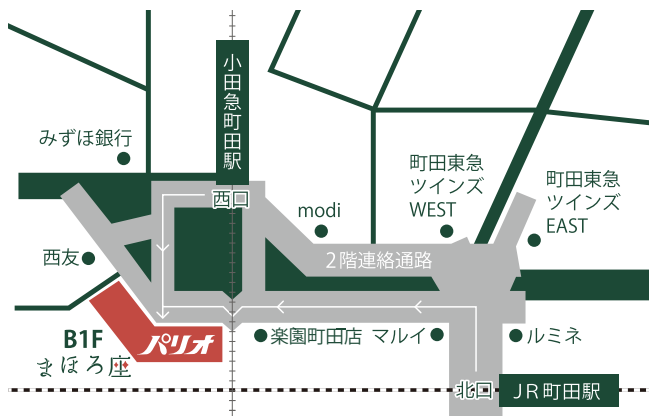 小田急町田駅
みずほ銀行
町田東急
ツインズ
WEST
町田東急
ツインズ
EAST
西口
modi
西友
2階連絡通路
B1F
まほろ座
パリオ
楽園町田店
マルイ
ルミネ
北口
JR町田駅